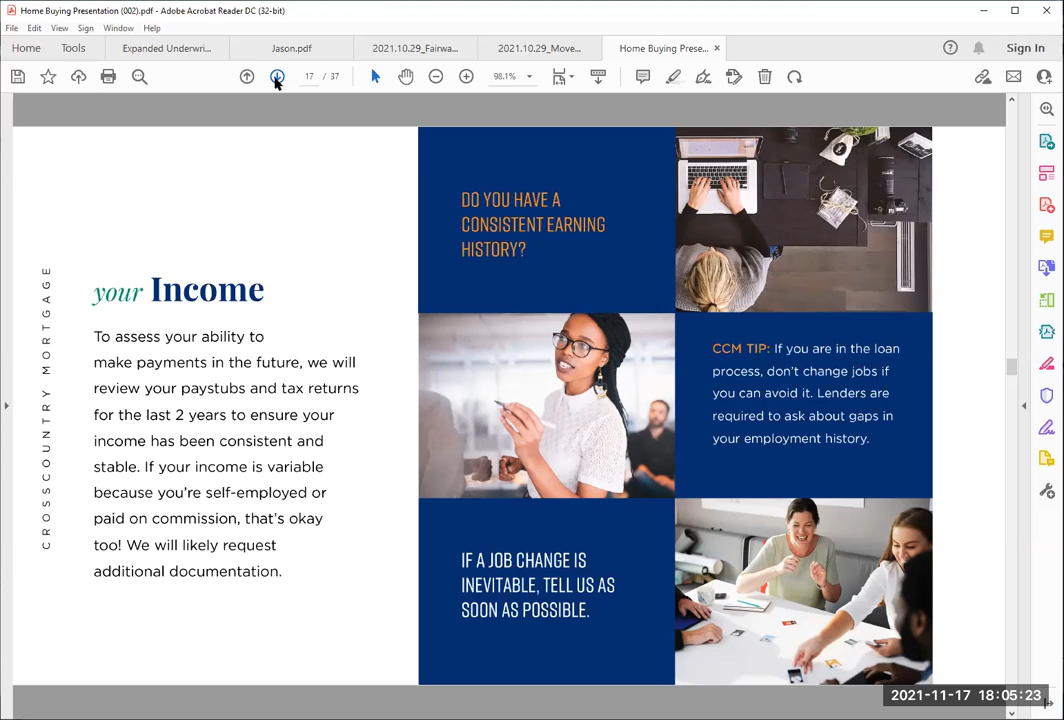 Home Buying Presentation (002).pdf - Adobe Acrobat Reader DC (32-bit)
File Edit View Sign Window Help
Home Tools Expanded Underwri... Jason.pdf 2021.10.29_Fairwa... 2021.10.29_Move... Home Buying Prese... × Sign In
17 / 37 98.1%
CROSSCOUNTRY MORTGAGE
your Income
To assess your ability to
make payments in the future, we will
review your paystubs and tax returns
for the last 2 years to ensure your
income has been consistent and
stable. If your income is variable
because you're self-employed or
paid on commission, that's okay
too! We will likely request
additional documentation.
DO YOU HAVE A
CONSISTENT EARNING
HISTORY?
CCM TIP: If you are in the loan
process, don't change jobs if
you can avoid it. Lenders are
required to ask about gaps in
your employment history.
IF A JOB CHANGE IS
INEVITABLE, TELL US AS
SOON AS POSSIBLE.
2021-11-17 18:05:23